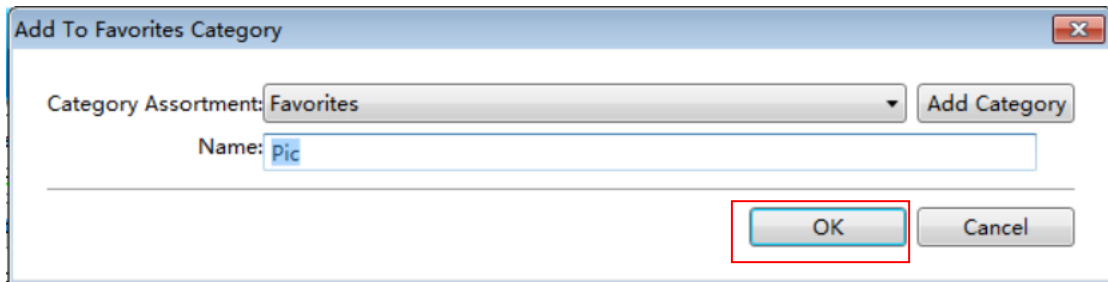 Add To Favorites Category
Category Assortment: Favorites Add Category
Name: Pic
OK Cancel